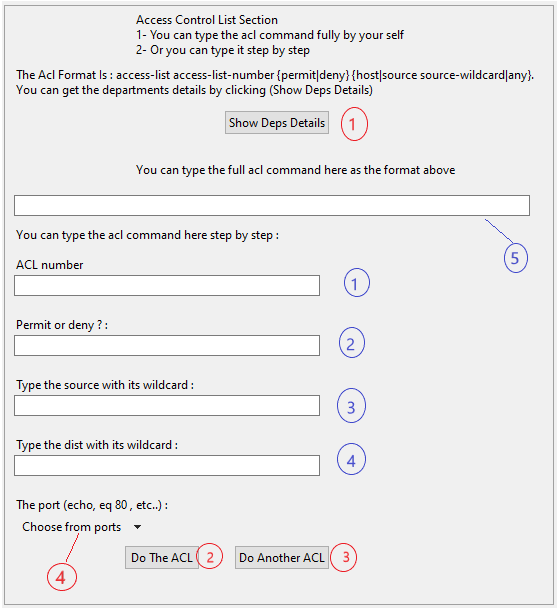 Access Control List Section
1- You can type the acl command fully by your self
2- Or you can type it step by step
The Acl Format Is : access-list access-list-number {permit|deny} {host|source source-wildcard|any}.
You can get the departments details by clicking (Show Deps Details)
Show Deps Details 1
You can type the full acl command here as the format above
5
You can type the acl command here step by step :
ACL number
1
Permit or deny ? :
2
Type the source with its wildcard :
3
Type the dist with its wildcard :
4
The port (echo, eq 80 , etc..) :
Choose from ports
Do The ACL 2 Do Another ACL 3
4